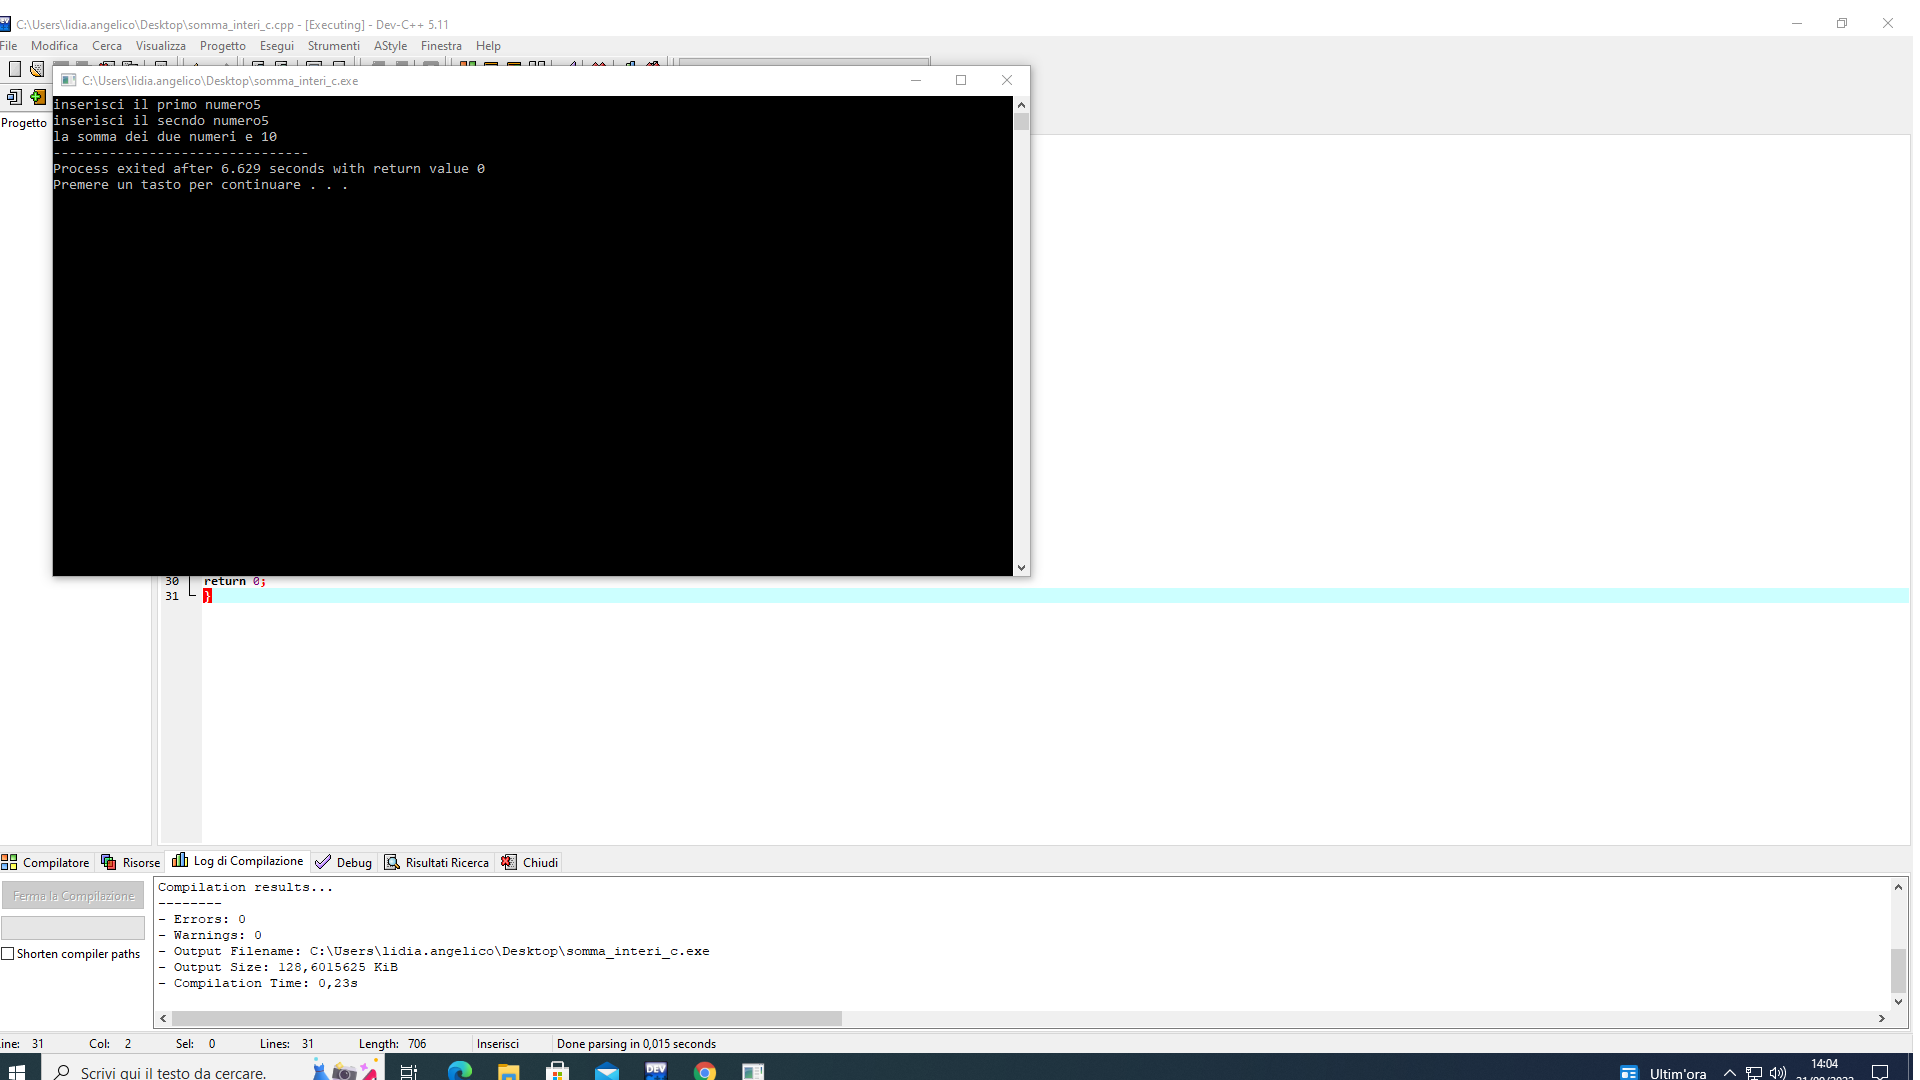 C:\Users\lidia.angelico\Desktop\somma_interi_c.cpp - [Executing] - Dev-C++ 5.11
File Modifica Cerca Visualizza Progetto Esegui Strumenti AStyle Finestra Help
C:\Users\lidia.angelico\Desktop\somma_interi_c.exe
inserisci il primo numero5
inserisci il secndo numero5
la somma dei due numeri e 10
--------------------------------
Process exited after 6.629 seconds with return value 0
Premere un tasto per continuare . . .
Progetto
30 return 0;
31 }
Compilatore Risorse Log di Compilazione Debug Risultati Ricerca Chiudi
Ferma la Compilazione
Shorten compiler paths
Compilation results...
--------
- Errors: 0
- Warnings: 0
- Output Filename: C:\Users\lidia.angelico\Desktop\somma_interi_c.exe
- Output Size: 128,6015625 KiB
- Compilation Time: 0,23s
ine: 31 Col: 2 Sel: 0 Lines: 31 Length: 706 Inserisci Done parsing in 0,015 seconds
Scrivi qui il testo da cercare.
DEV
Ultim'ora
14:04